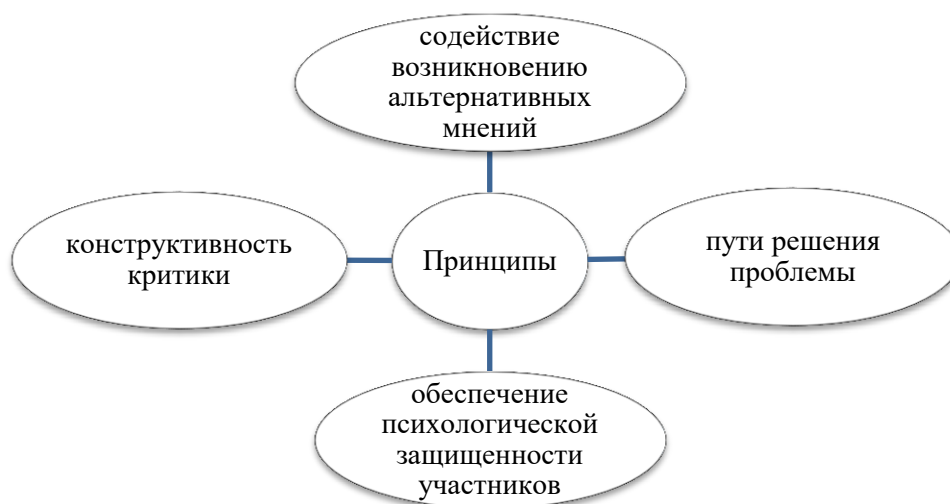 содействие
возникновению
альтернативных
мнений
конструктивность
критики
Принципы
пути решения
проблемы
обеспечение
психологической
защищенности
участников